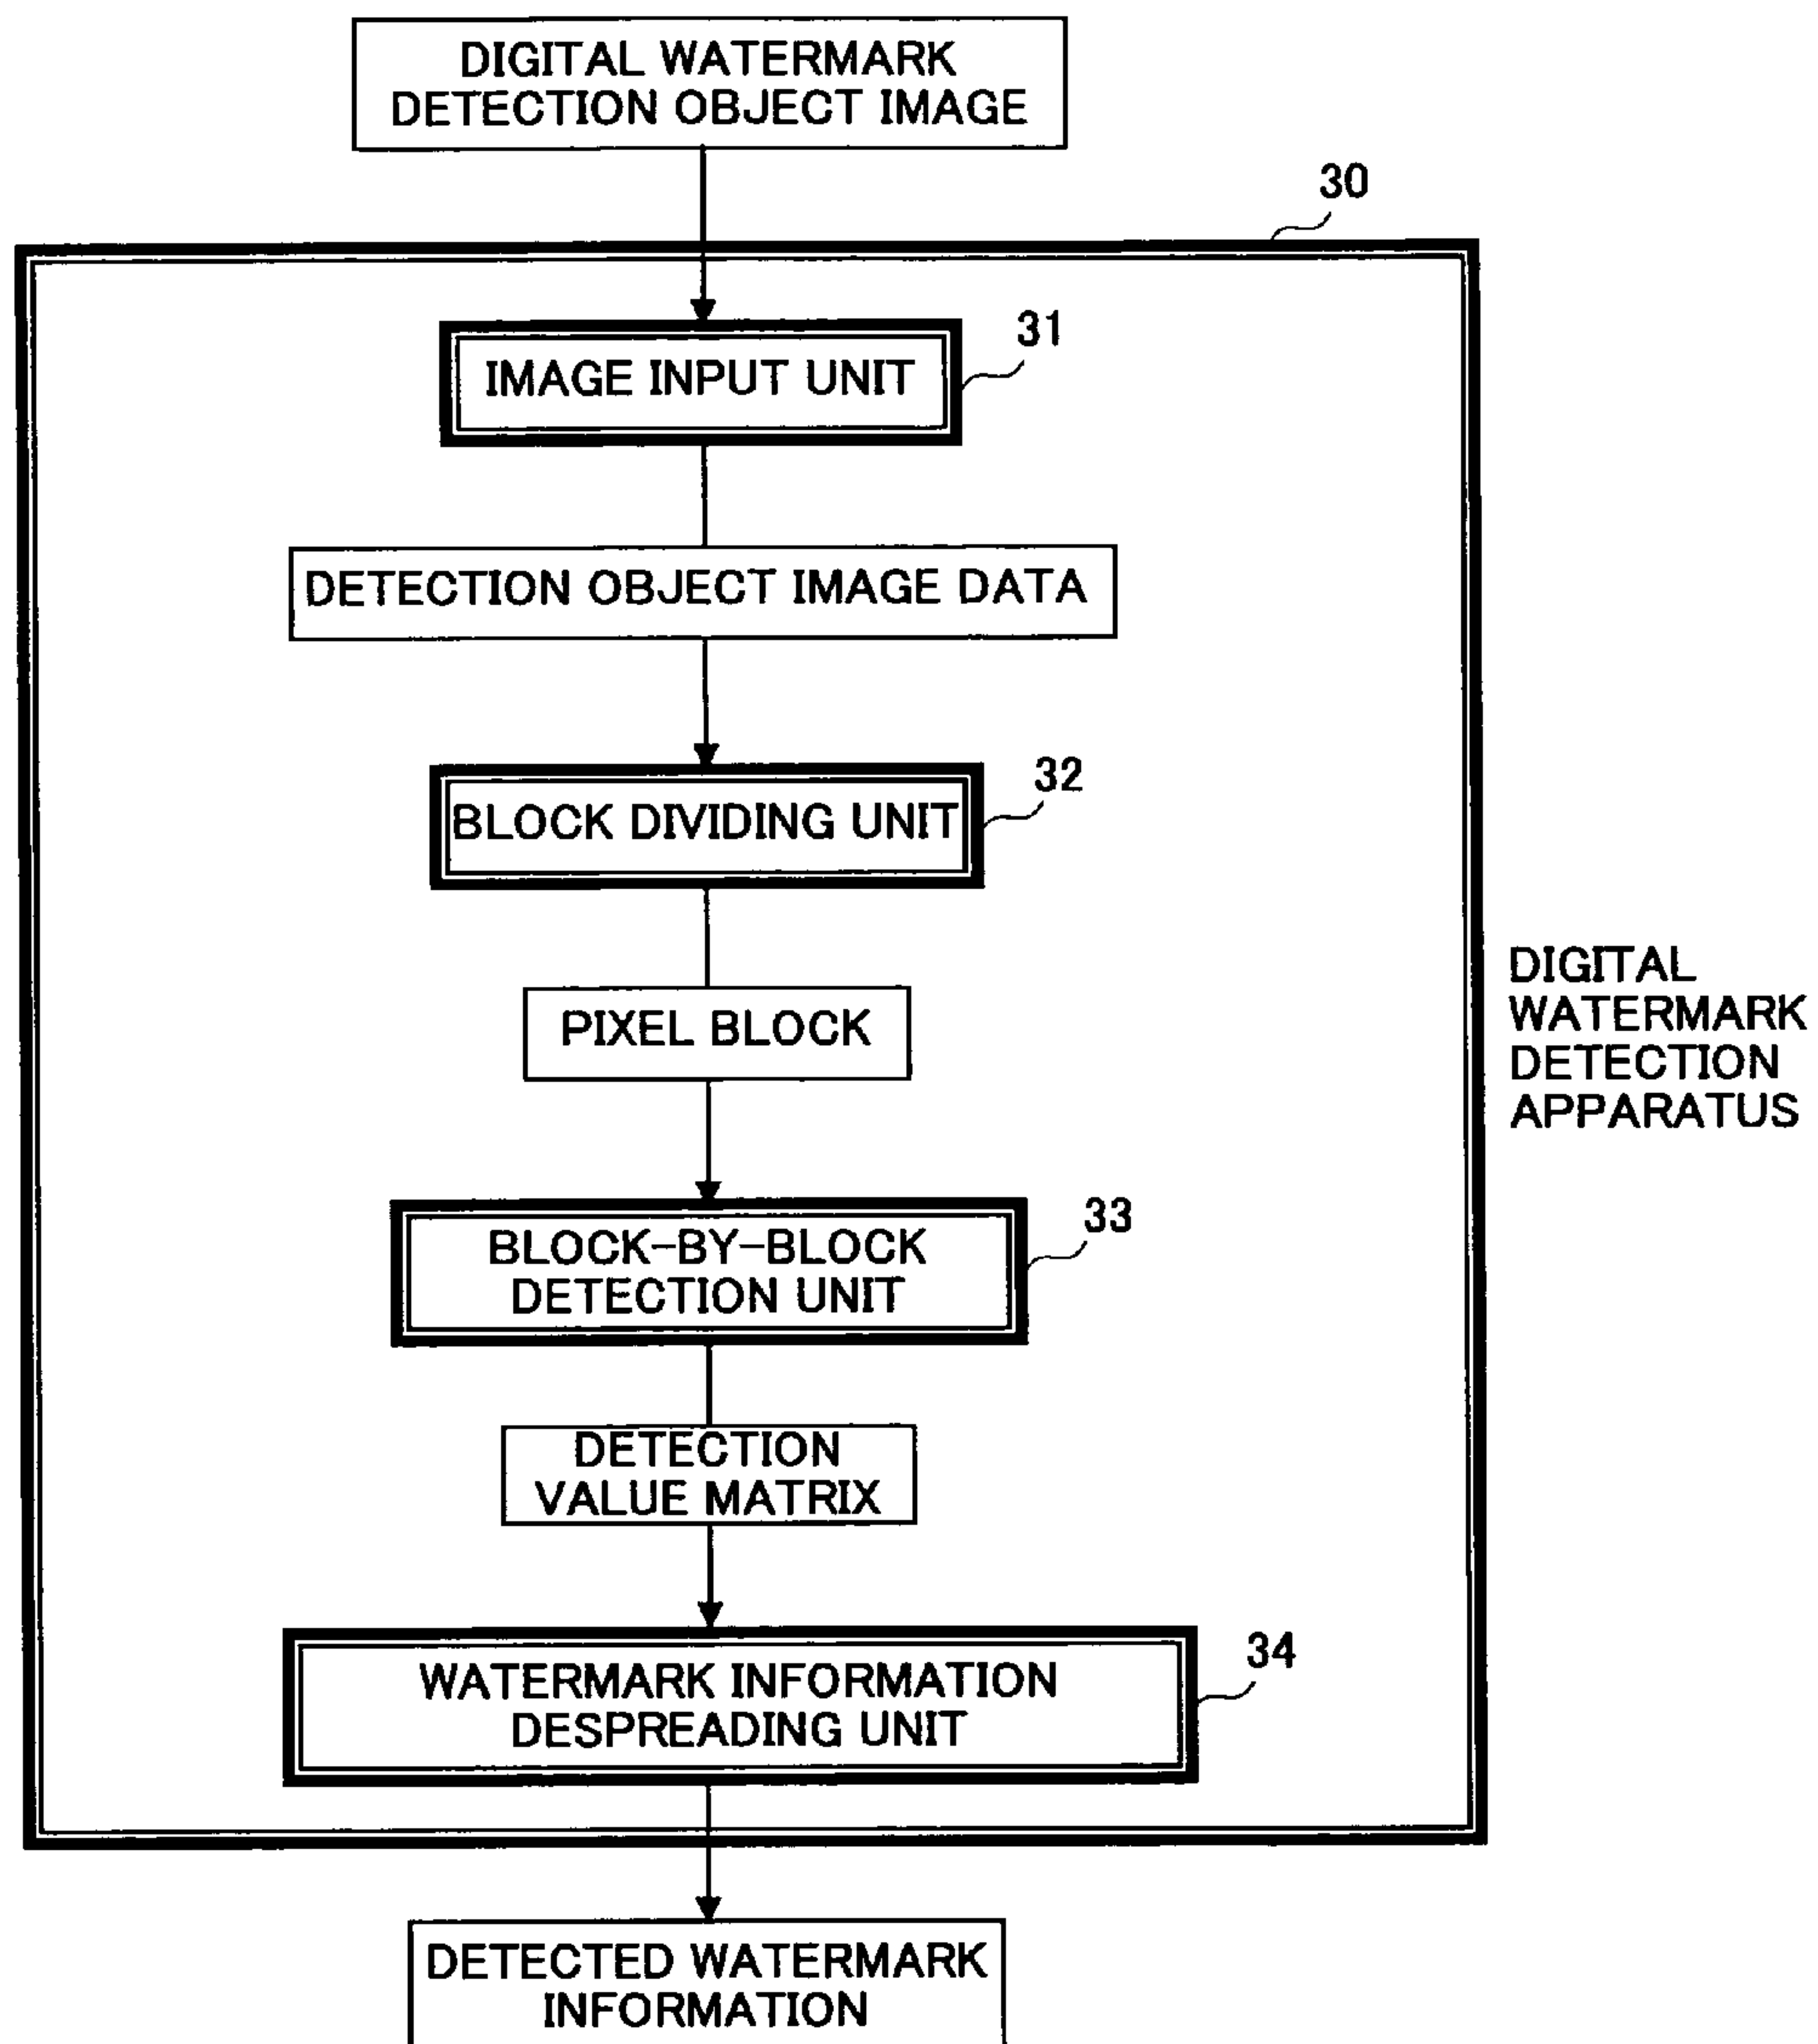 DIGITAL WATERMARK
DETECTION OBJECT IMAGE
30
IMAGE INPUT UNIT
31
DETECTION OBJECT IMAGE DATA
BLOCK DIVIDING UNIT
32
PIXEL BLOCK
DIGITAL
WATERMARK
DETECTION
APPARATUS
BLOCK-BY-BLOCK
DETECTION UNIT
33
DETECTION
VALUE MATRIX
WATERMARK INFORMATION
DESPREADING UNIT
34
DETECTED WATERMARK
INFORMATION